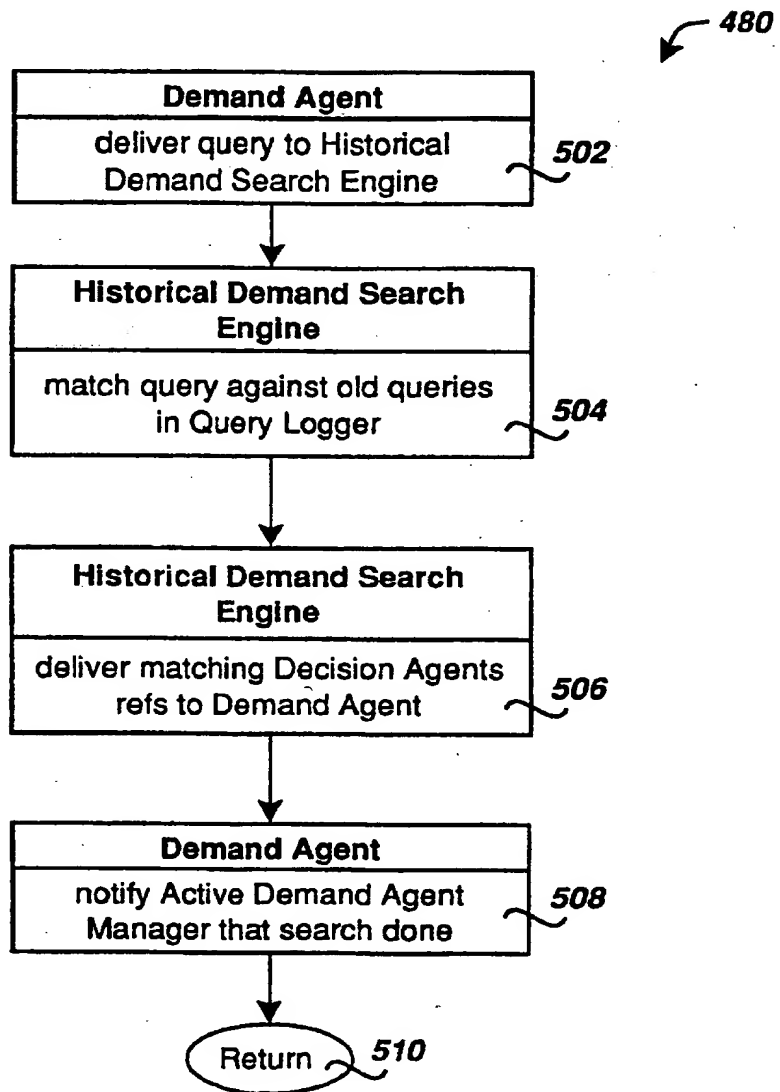 480
Demand Agent
deliver query to Historical
Demand Search Engine
502
Historical Demand Search
Engine
match query against old queries
in Query Logger
504
Historical Demand Search
Engine
deliver matching Decision Agents
refs to Demand Agent
506
Demand Agent
notify Active Demand Agent
Manager that search done
508
Return
510